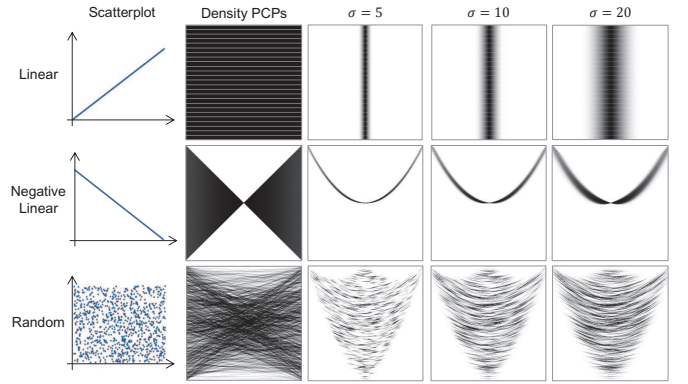 Scatterplot Density PCPs σ = 5 σ = 10 σ = 20
Linear
Negative
Linear
Random